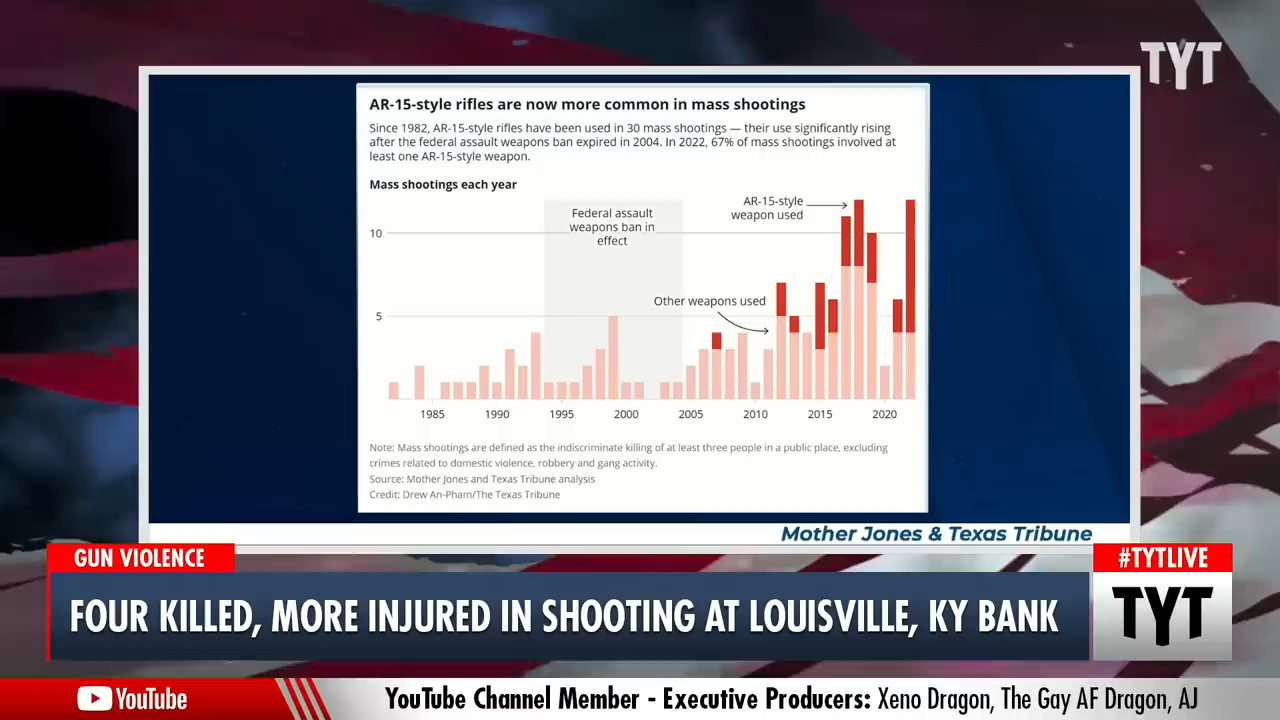 TYT
AR-15-style rifles are now more common in mass shootings
Since 1982, AR-15-style rifles have been used in 30 mass shootings — their use significantly rising
after the federal assault weapons ban expired in 2004. In 2022, 67% of mass shootings involved at
least one AR-15-style weapon.
Mass shootings each year
AR-15-style
weapon used
Federal assault
weapons ban in
effect
10
Other weapons used
5
1985 1990 1995 2000 2005 2010 2015 2020
Note: Mass shootings are defined as the indiscriminate killing of at least three people in a public place, excluding
crimes related to domestic violence, robbery and gang activity.
Source: Mother Jones and Texas Tribune analysis
Credit: Drew An-Pham/The Texas Tribune
Mother Jones & Texas Tribune
GUN VIOLENCE
#TYTLIVE
FOUR KILLED, MORE INJURED IN SHOOTING AT LOUISVILLE, KY BANK
TYT
YouTube
YouTube Channel Member - Executive Producers: Xeno Dragon, The Gay AF Dragon, AJ